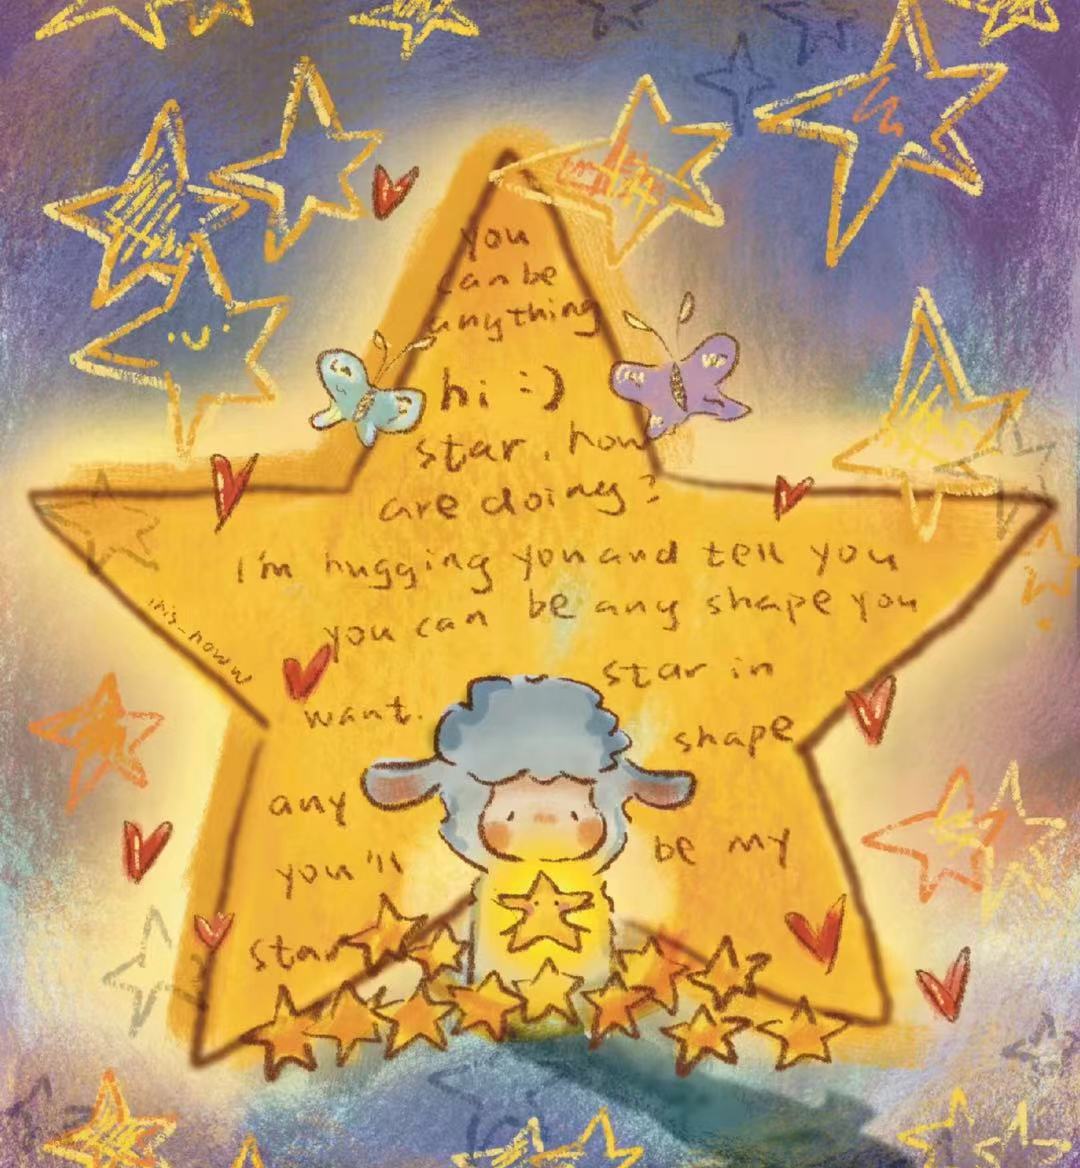 you
can be
anything
hi :)
star, how
are doing?
I'm hugging you and tell you
you can be any shape you
want. star in
any shape
you'll be my
star